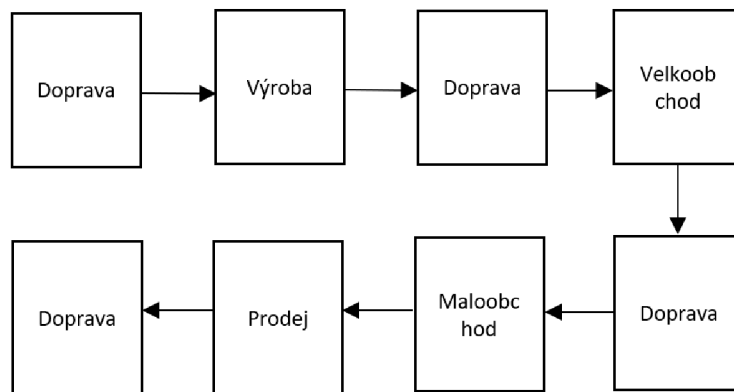 Doprava
Výroba
Doprava
Velkoob
chod
Doprava
Maloobc
hod
Prodej
Doprava